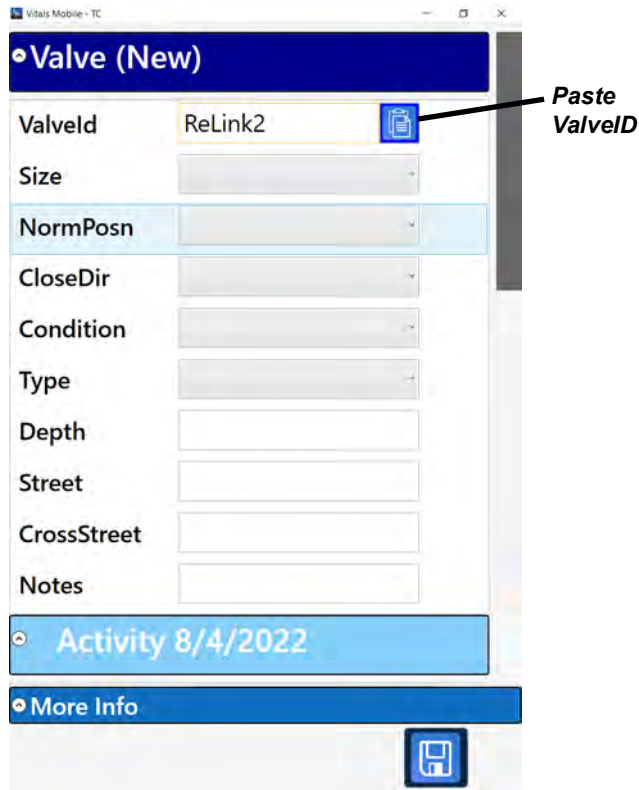 Vitals Mobile - TC
Valve (New)
ValveId ReLink2
Paste
ValveID
Size
NormPosn
CloseDir
Condition
Type
Depth
Street
CrossStreet
Notes
Activity 8/4/2022
More Info